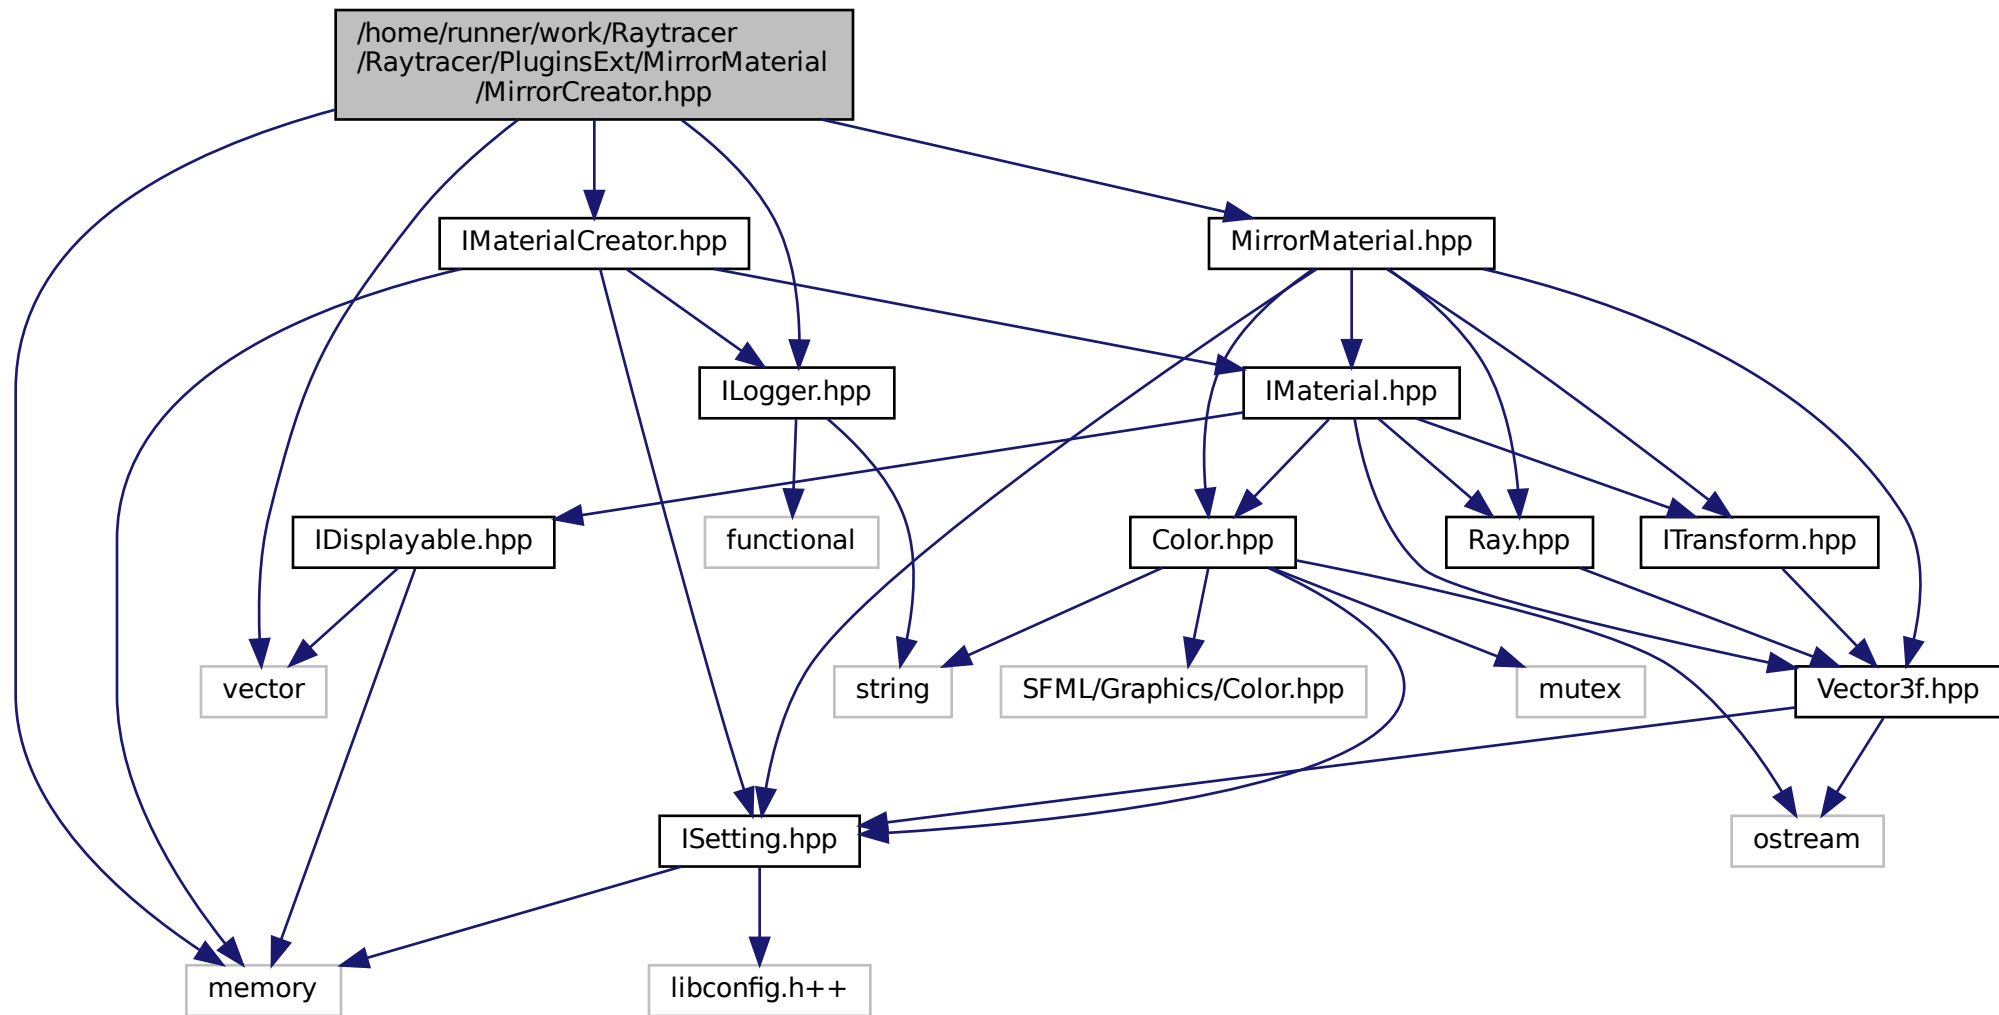 /home/runner/work/Raytracer
/Raytracer/PluginsExt/MirrorMaterial
/MirrorCreator.hpp
IMaterialCreator.hpp
MirrorMaterial.hpp
ILogger.hpp
IMaterial.hpp
IDisplayable.hpp
functional
Color.hpp
Ray.hpp
ITransform.hpp
vector
string
SFML/Graphics/Color.hpp
mutex
Vector3f.hpp
ISetting.hpp
ostream
memory
libconfig.h++